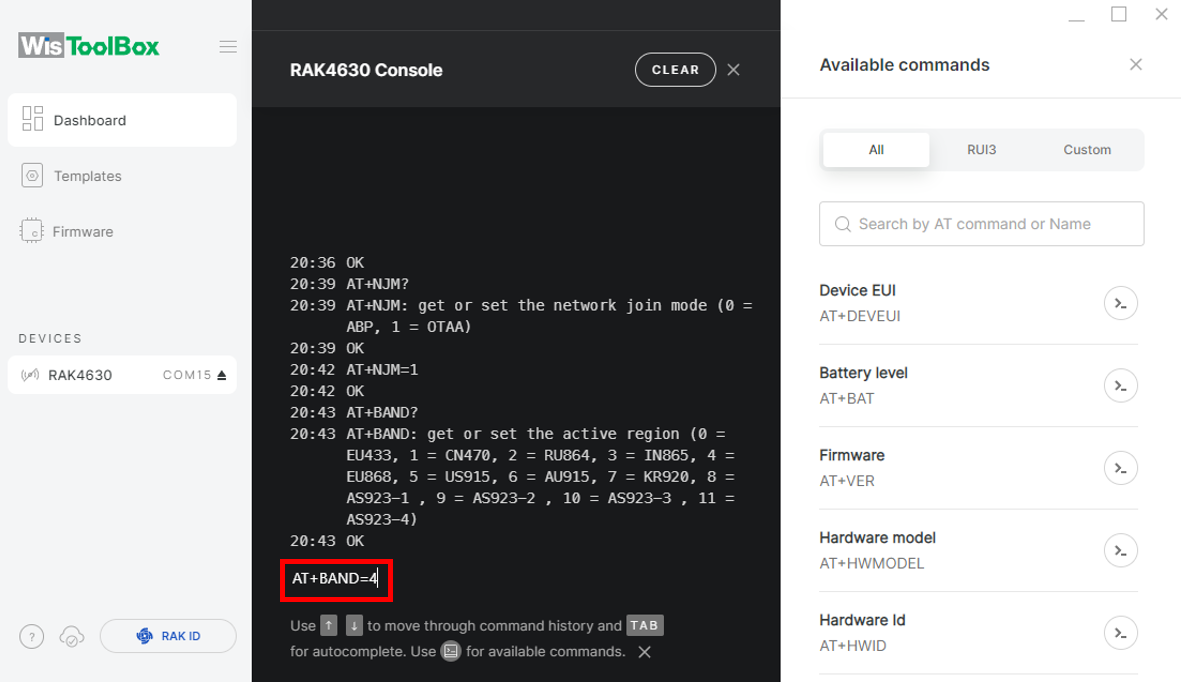 WisToolBox
Dashboard
Templates
Firmware
DEVICES
RAK4630 COM15
?
RAK ID
RAK4630 Console
CLEAR
20:36 OK
20:39 AT+NJM?
20:39 AT+NJM: get or set the network join mode (0 =
ABP, 1 = OTAA)
20:39 OK
20:42 AT+NJM=1
20:42 OK
20:43 AT+BAND?
20:43 AT+BAND: get or set the active region (0 =
EU433, 1 = CN470, 2 = RU864, 3 = IN865, 4 =
EU868, 5 = US915, 6 = AU915, 7 = KR920, 8 =
AS923-1 , 9 = AS923-2 , 10 = AS923-3 , 11 =
AS923-4)
20:43 OK
AT+BAND=4
Use ↑ ↓ to move through command history and TAB
for autocomplete. Use for available commands.
Available commands
All RUI3 Custom
Search by AT command or Name
Device EUI
AT+DEVEUI
Battery level
AT+BAT
Firmware
AT+VER
Hardware model
AT+HWMODEL
Hardware Id
AT+HWID